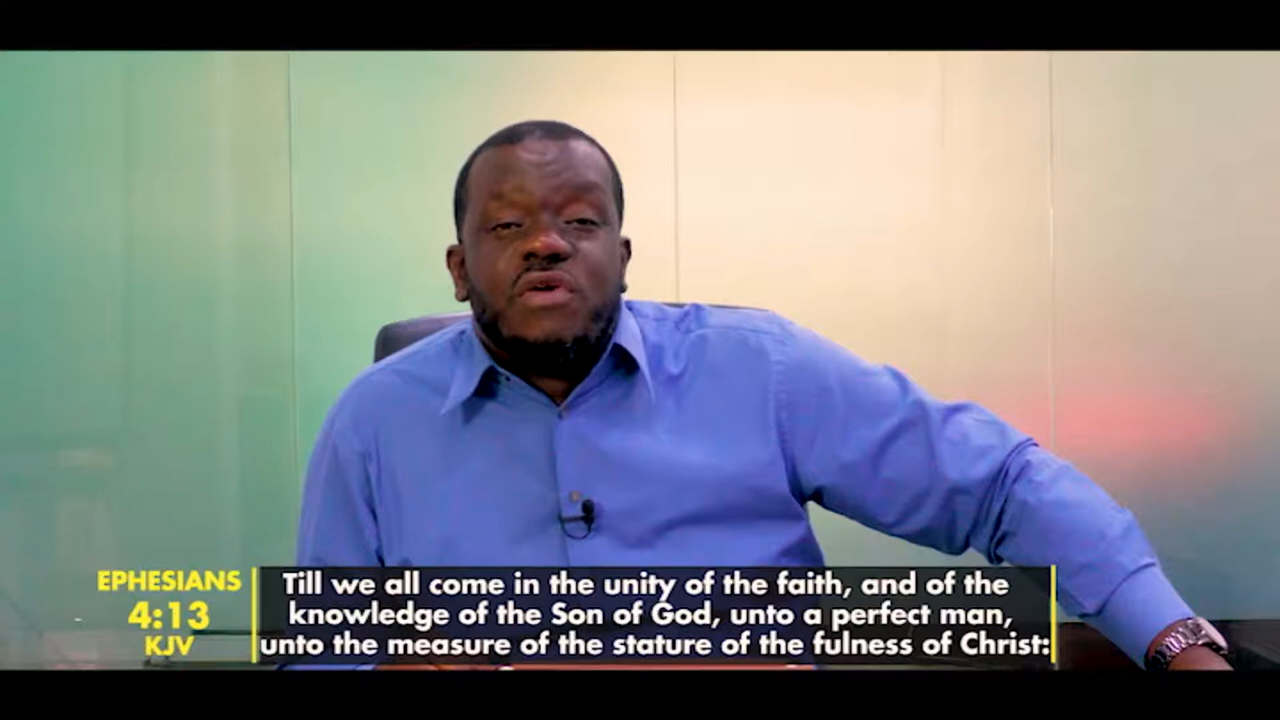 EPHESIANS
4:13
KJV
Till we all come in the unity of the faith, and of the
knowledge of the Son of God, unto a perfect man,
unto the measure of the stature of the fulness of Christ: